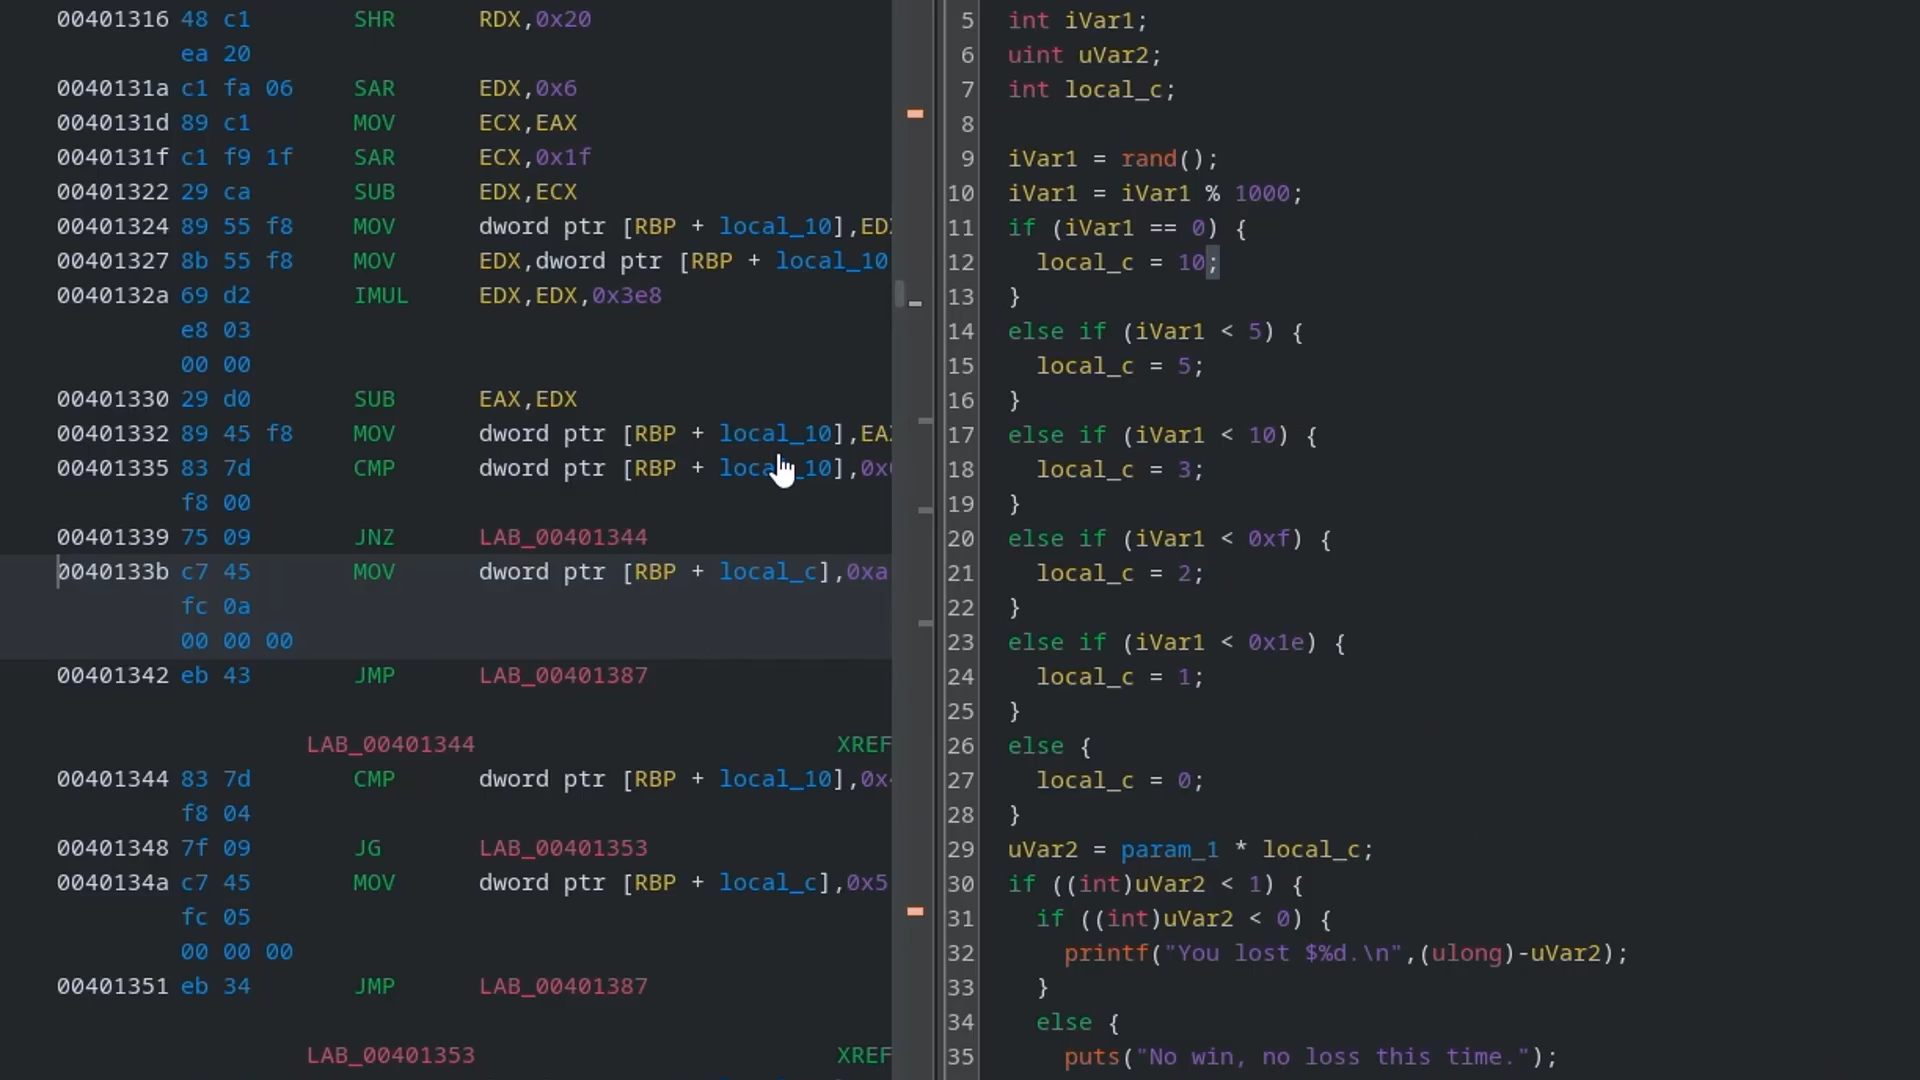 00401316 48 c1 SHR RDX,0x20
ea 20
0040131a c1 fa 06 SAR EDX,0x6
0040131d 89 c1 MOV ECX,EAX
0040131f c1 f9 1f SAR ECX,0x1f
00401322 29 ca SUB EDX,ECX
00401324 89 55 f8 MOV dword ptr [RBP + local_10],ED
00401327 8b 55 f8 MOV EDX,dword ptr [RBP + local_10
0040132a 69 d2 IMUL EDX,EDX,0x3e8
e8 03
00 00
00401330 29 d0 SUB EAX,EDX
00401332 89 45 f8 MOV dword ptr [RBP + local_10],EA
00401335 83 7d CMP dword ptr [RBP + local_10],0x
f8 00
00401339 75 09 JNZ LAB_00401344
0040133b c7 45 MOV dword ptr [RBP + local_c],0xa
fc 0a
00 00 00
00401342 eb 43 JMP LAB_00401387
LAB_00401344 XREF
00401344 83 7d CMP dword ptr [RBP + local_10],0x
f8 04
00401348 7f 09 JG LAB_00401353
0040134a c7 45 MOV dword ptr [RBP + local_c],0x5
fc 05
00 00 00
00401351 eb 34 JMP LAB_00401387
LAB_00401353 XREF
5 int iVar1;
6 uint uVar2;
7 int local_c;
8
9 iVar1 = rand();
10 iVar1 = iVar1 % 1000;
11 if (iVar1 == 0) {
12 local_c = 10;
13 }
14 else if (iVar1 < 5) {
15 local_c = 5;
16 }
17 else if (iVar1 < 10) {
18 local_c = 3;
19 }
20 else if (iVar1 < 0xf) {
21 local_c = 2;
22 }
23 else if (iVar1 < 0x1e) {
24 local_c = 1;
25 }
26 else {
27 local_c = 0;
28 }
29 uVar2 = param_1 * local_c;
30 if ((int)uVar2 < 1) {
31 if ((int)uVar2 < 0) {
32 printf("You lost $%d.\n",(ulong)-uVar2);
33 }
34 else {
35 puts("No win, no loss this time.");